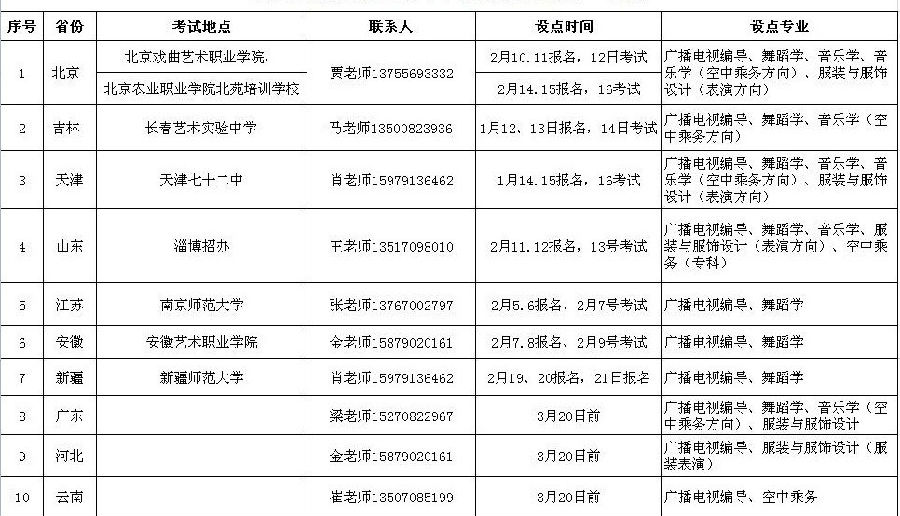 序号 省份 考试地点 联系人 设点时间 设点专业
1 北京 北京戏曲艺术职业学院. 贾老师13755693332 2月10.11报名，12日考试 广播电视编导、舞蹈学、音乐学、音
乐学（空中乘务方向）、服装与服饰
设计（表演方向）
北京农业职业学院北苑培训学校 2月14.15报名，16考试
2 吉林 长春艺术实验中学 马老师13500823936 1月12、13日报名，14日考试 广播电视编导、舞蹈学、音乐学（空
中乘务方向）
3 天津 天津七十二中 肖老师15979136462 1月14.15报名，16考试 广播电视编导、舞蹈学、音乐学、音
乐学（空中乘务方向）、服装与服饰
设计（表演方向）
4 山东 淄博招办 王老师13517098010 2月11.12报名，13号考试 广播电视编导、舞蹈学、音乐学、服
装与服饰设计（表演方向）、空中乘
务（专科）
5 江苏 南京师范大学 张老师13767002797 2月5.6报名、2月7号考试 广播电视编导、舞蹈学
6 安徽 安徽艺术职业学院 金老师15879020161 2月7.8报名、2月9号考试 广播电视编导、舞蹈学
7 新疆 新疆师范大学 肖老师15979136462 2月19、20报名，21日报名 广播电视编导、舞蹈学
8 广东 梁老师15270822967 3月20日前 广播电视编导、舞蹈学、音乐学（空
中乘务方向）、服装与服饰设计
9 河北 金老师15879020161 3月20日前 广播电视编导、服装与服饰设计（服
装表演）
10 云南 崔老师13507085199 3月20日前 广播电视编导、空中乘务